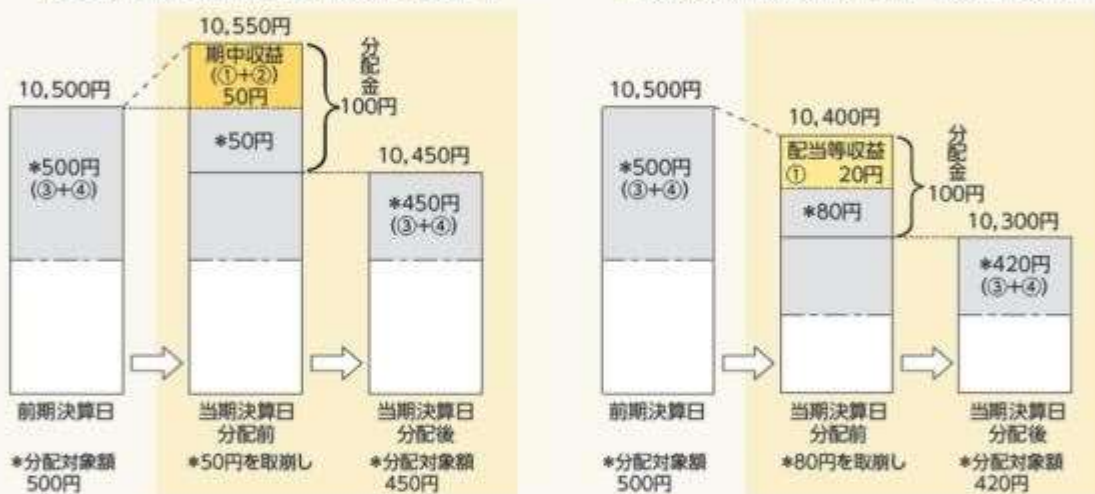 10,550円
期中収益
(①+②)
50円
分配金
100円
10,500円
*500円
(③+④)
*50円
10,450円
*450円
(③+④)
前期決算日
当期決算日
分配前
当期決算日
分配後
*分配対象額
500円
*50円を取崩し
*分配対象額
450円
10,500円
*500円
(③+④)
10,400円
配当等収益
① 20円
*80円
分配金
100円
10,300円
*420円
(③+④)
前期決算日
当期決算日
分配前
当期決算日
分配後
*分配対象額
500円
*80円を取崩し
*分配対象額
420円